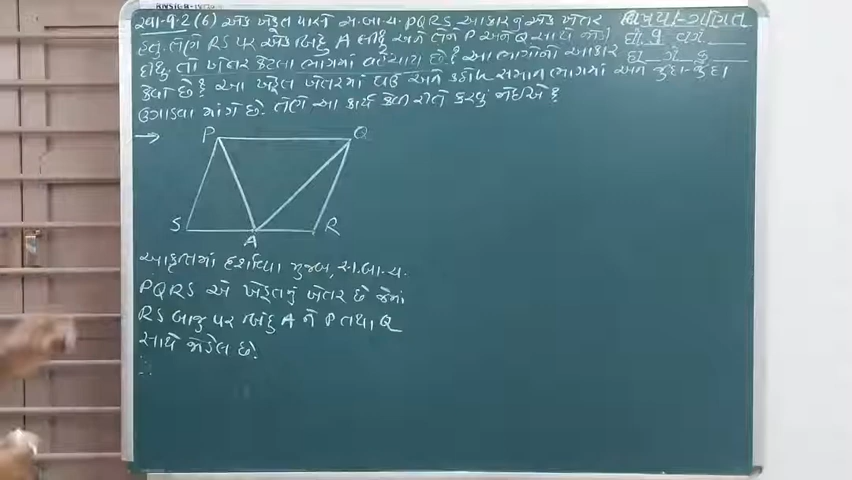 સ્વા-9.2 (6) એક ખેડૂત પાસે સ.બા.ચ. PQRS આકારનું એક ખેતર
વિષય:-ગણિત
હતું. તેણે RS પર એક બિંદુ A લીધું અને તેને P અને Q સાથે જોડી
ધો. 9 વર્ગ
દીધું તો ખેતર કેટલા ભાગમાં વહેંચાય છે? આ ભાગોનો આકાર
કેવો છે? આ ખેડૂત ખેતરમાં ઘઉં અને કઠોળ સમાન ભાગમાં અને જુદા-જુદા
ઉગાડવા માંગે છે. તેણે આ કાર્ય કેવી રીતે કરવું જોઈએ?
P Q
S A R
આકૃતિમાં દર્શાવ્યા મુજબ, સ.બા.ચ.
PQRS એ ખેડૂતનું ખેતર છે જેમાં
RS બાજુ પર બિંદુ A ને P તથા Q
સાથે જોડેલ છે.